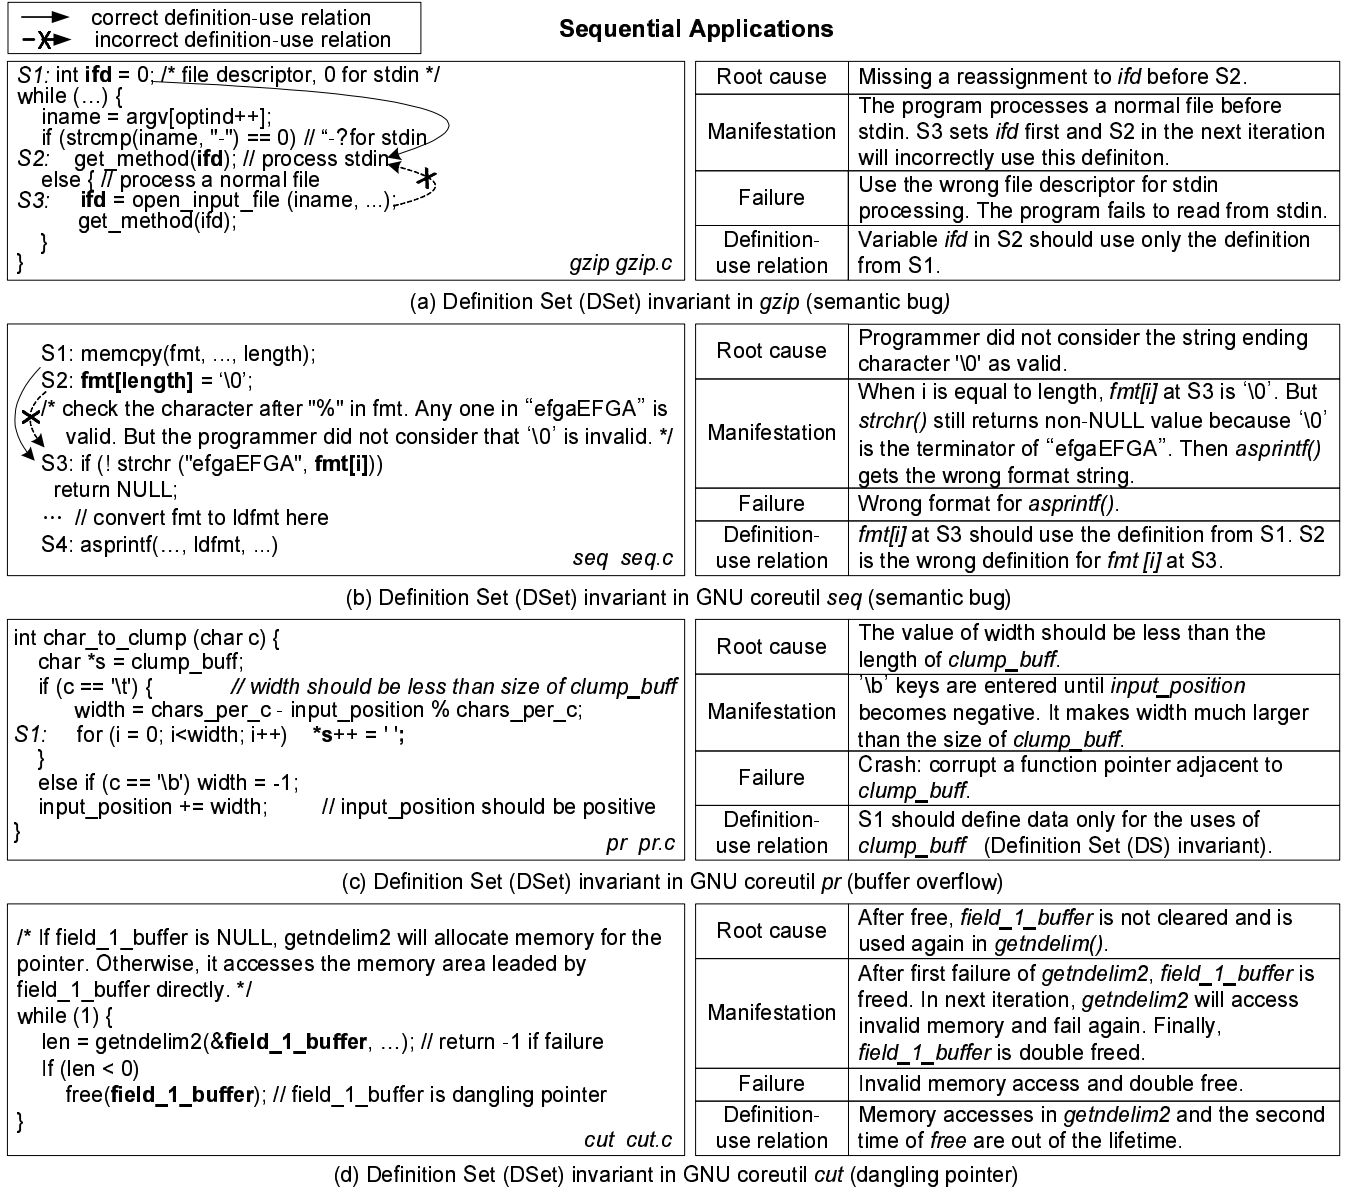 correct definition-use relation
incorrect definition-use relation
Sequential Applications
S1: int ifd = 0; /* file descriptor, 0 for stdin */
while (...) {
iname = argv[optind++];
if (strcmp(iname, "-") == 0) // “-?for stdin
S2: get_method(ifd); // process stdin
else { // process a normal file
S3: ifd = open_input_file (iname, ...);
get_method(ifd);
}
}
gzip gzip.c
Root cause
Missing a reassignment to ifd before S2.
Manifestation
The program processes a normal file before
stdin. S3 sets ifd first and S2 in the next iteration
will incorrectly use this definiton.
Failure
Use the wrong file descriptor for stdin
processing. The program fails to read from stdin.
Definition-
use relation
Variable ifd in S2 should use only the definition
from S1.
(a) Definition Set (DSet) invariant in gzip (semantic bug)
S1: memcpy(fmt, ..., length);
S2: fmt[length] = ‘\0’;
/* check the character after "%" in fmt. Any one in “efgaEFGA” is
valid. But the programmer did not consider that ‘\0’ is invalid. */
S3: if (! strchr ("efgaEFGA", fmt[i]))
return NULL;
… // convert fmt to ldfmt here
S4: asprintf(…, ldfmt, ...)
seq seq.c
Root cause
Programmer did not consider the string ending
character '\0' as valid.
Manifestation
When i is equal to length, fmt[i] at S3 is ‘\0’. But
strchr() still returns non-NULL value because ‘\0’
is the terminator of “efgaEFGA”. Then asprintf()
gets the wrong format string.
Failure
Wrong format for asprintf().
Definition-
use relation
fmt[i] at S3 should use the definition from S1. S2
is the wrong definition for fmt [i] at S3.
(b) Definition Set (DSet) invariant in GNU coreutil seq (semantic bug)
int char_to_clump (char c) {
char *s = clump_buff;
if (c == '\t') { // width should be less than size of clump_buff
width = chars_per_c - input_position % chars_per_c;
S1: for (i = 0; i<width; i++) *s++ = ' ';
}
else if (c == '\b') width = -1;
input_position += width; // input_position should be positive
}
pr pr.c
Root cause
The value of width should be less than the
length of clump_buff.
Manifestation
'\b' keys are entered until input_position
becomes negative. It makes width much larger
than the size of clump_buff.
Failure
Crash: corrupt a function pointer adjacent to
clump_buff.
Definition-
use relation
S1 should define data only for the uses of
clump_buff (Definition Set (DS) invariant).
(c) Definition Set (DSet) invariant in GNU coreutil pr (buffer overflow)
/* If field_1_buffer is NULL, getndelim2 will allocate memory for the
pointer. Otherwise, it accesses the memory area leaded by
field_1_buffer directly. */
while (1) {
len = getndelim2(&field_1_buffer, …); // return -1 if failure
If (len < 0)
free(field_1_buffer); // field_1_buffer is dangling pointer
}
cut cut.c
Root cause
After free, field_1_buffer is not cleared and is
used again in getndelim().
Manifestation
After first failure of getndelim2, field_1_buffer is
freed. In next iteration, getndelim2 will access
invalid memory and fail again. Finally,
field_1_buffer is double freed.
Failure
Invalid memory access and double free.
Definition-
use relation
Memory accesses in getndelim2 and the second
time of free are out of the lifetime.
(d) Definition Set (DSet) invariant in GNU coreutil cut (dangling pointer)